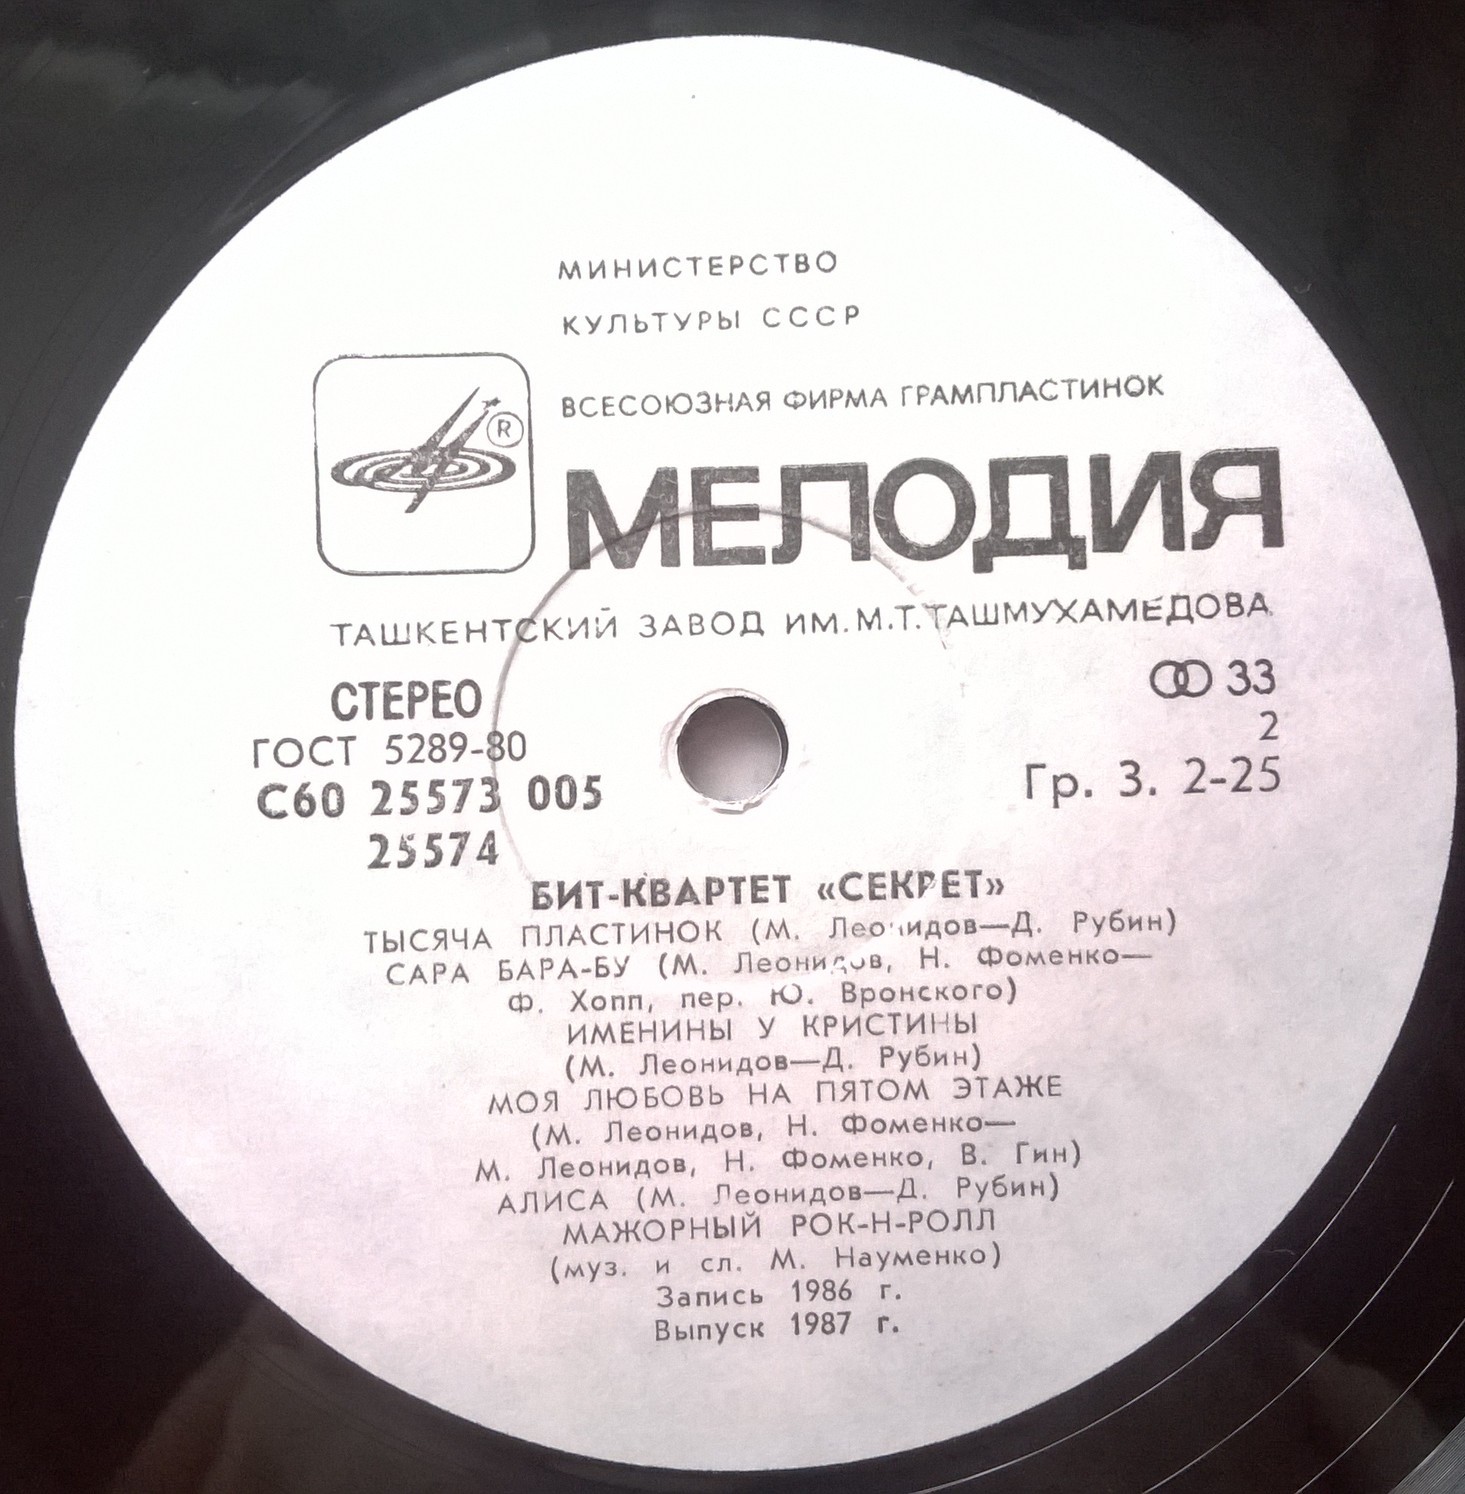 МИНИСТЕРСТВО
КУЛЬТУРЫ СССР
ВСЕСОЮЗНАЯ ФИРМА ГРАМПЛАСТИНОК
®
МЕЛОДИЯ
ТАШКЕНТСКИЙ ЗАВОД ИМ.М.Т.ТАШМУХАМЕДОВА
СТЕРЕО
33
ГОСТ 5289-80
2
С60 25573 005
Гр. 3. 2-25
25574
БИТ-КВАРТЕТ «СЕКРЕТ»
ТЫСЯЧА ПЛАСТИНОК (М. Леонидов—Д. Рубин)
САРА БАРА-БУ (М. Леонидов, Н. Фоменко—
Ф. Хопп, пер. Ю. Вронского)
ИМЕНИНЫ У КРИСТИНЫ
(М. Леонидов—Д. Рубин)
МОЯ ЛЮБОВЬ НА ПЯТОМ ЭТАЖЕ
(М. Леонидов, Н. Фоменко—
М. Леонидов, Н. Фоменко, В. Гин)
АЛИСА (М. Леонидов—Д. Рубин)
МАЖОРНЫЙ РОК-Н-РОЛЛ
(муз. и сл. М. Науменко)
Запись 1986 г.
Выпуск 1987 г.